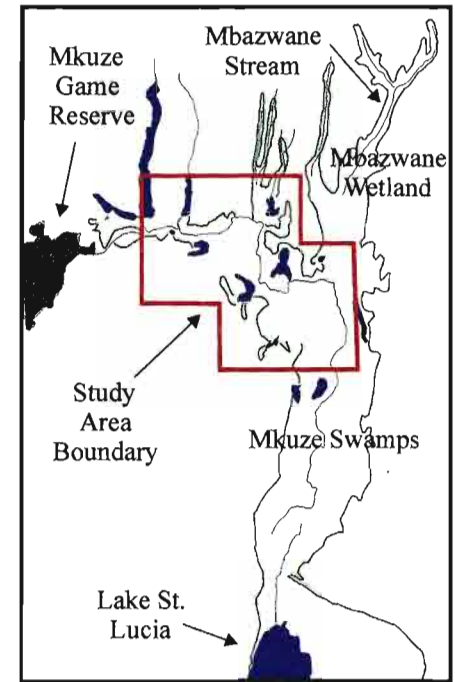 Mkuze
Game
Reserve
Mbazwane
Stream
Mbazwane
Wetland
Study
Area
Boundary
Mkuze Swamps
Lake St.
Lucia